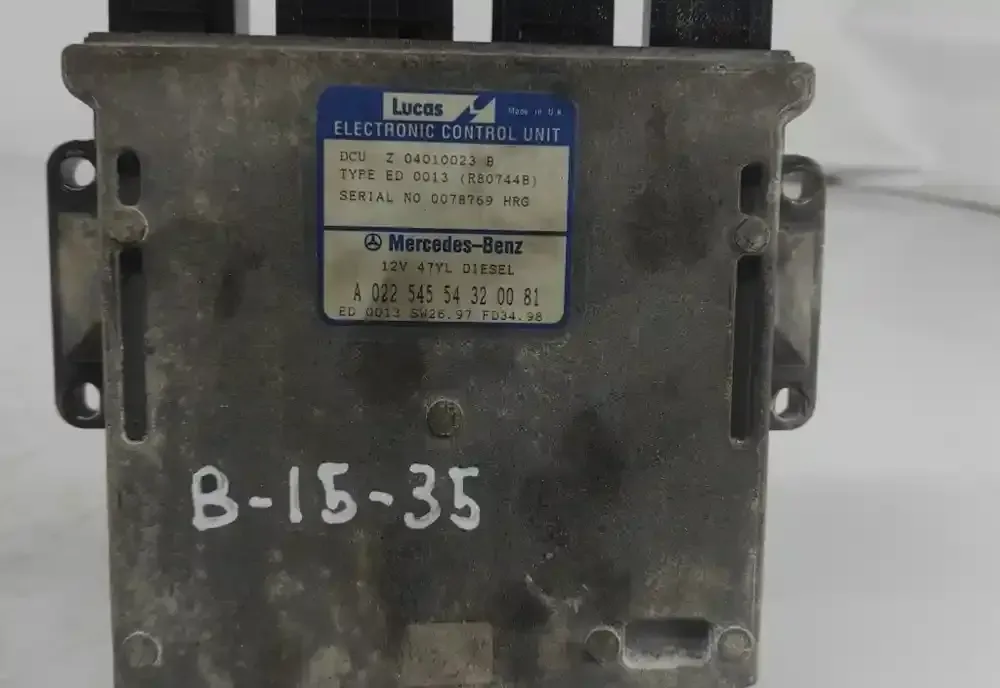 Lucas Made in U.K
ELECTRONIC CONTROL UNIT
DCU Z 04010023 B
TYPE ED 0013 (R80744B)
SERIAL NO 0078769 HRG
Mercedes-Benz
12V 47YL DIESEL
A 022 545 54 32 00 81
ED 0013 SW26.97 FD34.98
B-15-35